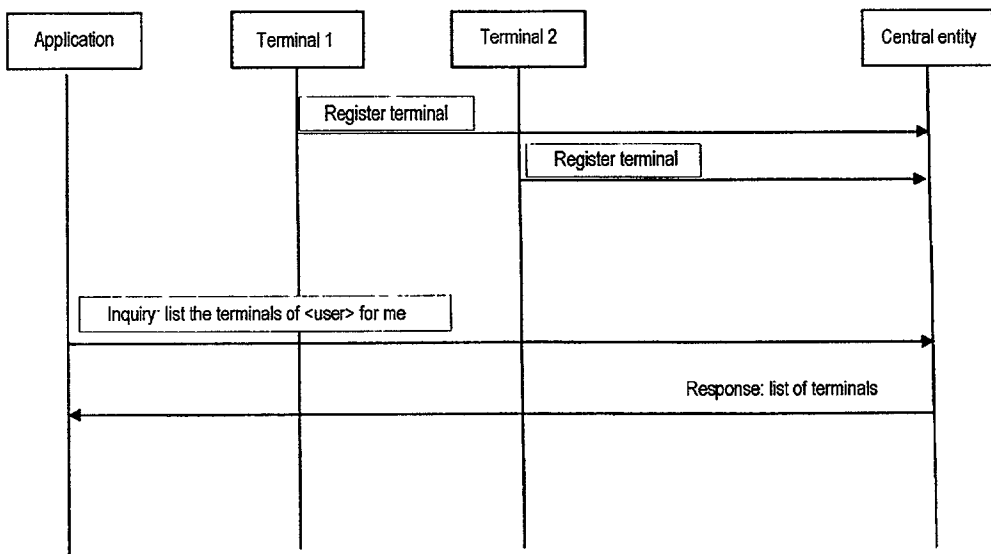 Application
Terminal 1
Terminal 2
Central entity
Register terminal
Register terminal
Inquiry: list the terminals of <user> for me
Response: list of terminals